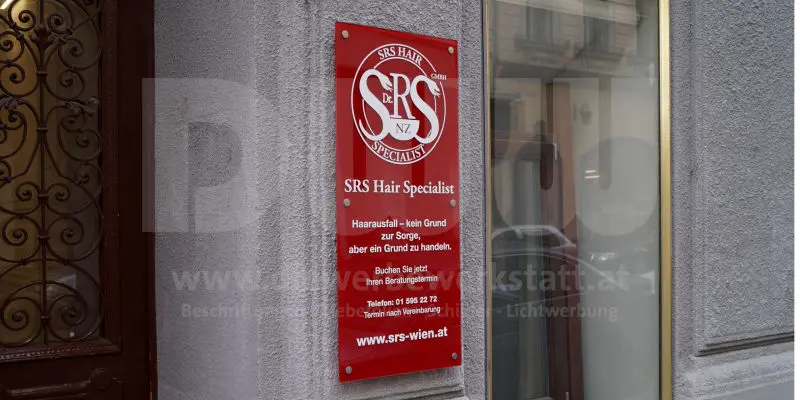 SRS HAIR
GMBH
Dr. SRS
NZ
SPECIALIST
SRS Hair Specialist
Haarausfall – kein Grund
zur Sorge,
aber ein Grund zu handeln.
Buchen Sie jetzt
Ihren Beratungstermin
Telefon: 01 595 22 72
Termin nach Vereinbarung
www.srs-wien.at
- Lichtwerbung